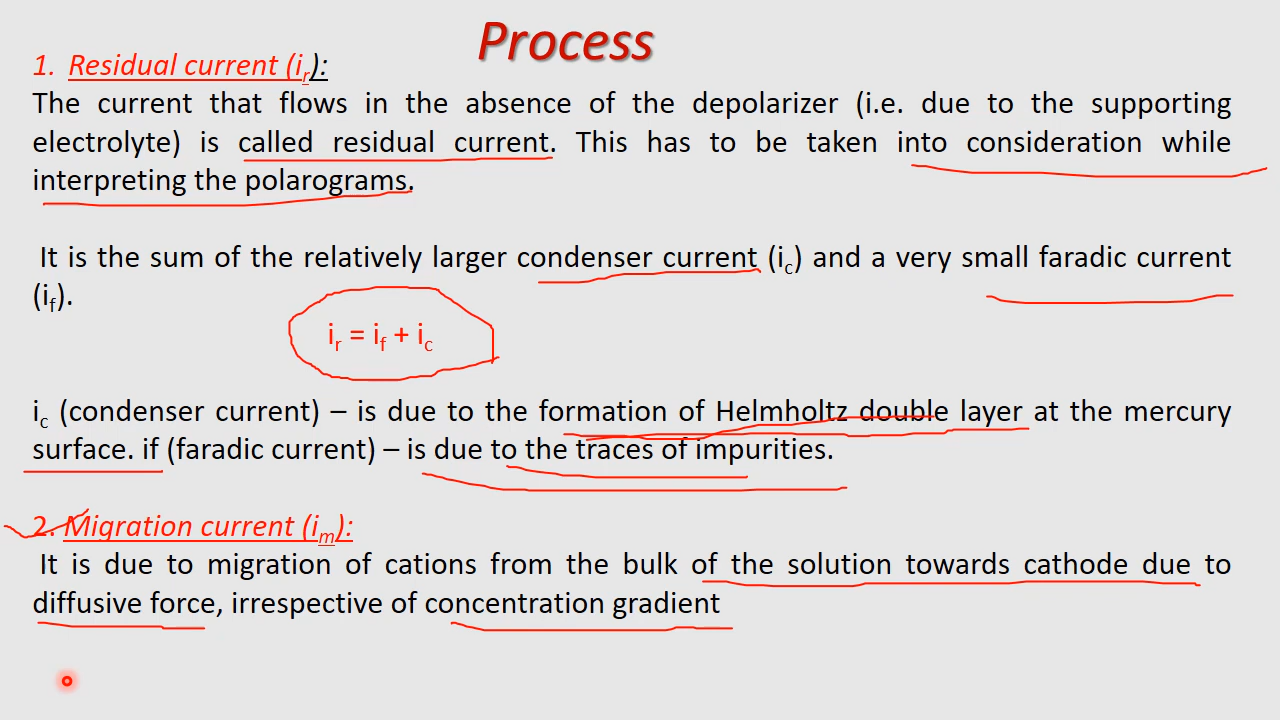 Process
1. Residual current (ir):
The current that flows in the absence of the depolarizer (i.e. due to the supporting
electrolyte) is called residual current. This has to be taken into consideration while
interpreting the polarograms.
It is the sum of the relatively larger condenser current (ic) and a very small faradic current
(if).
ir = if + ic
ic (condenser current) – is due to the formation of Helmholtz double layer at the mercury
surface. if (faradic current) – is due to the traces of impurities.
2. Migration current (im):
It is due to migration of cations from the bulk of the solution towards cathode due to
diffusive force, irrespective of concentration gradient